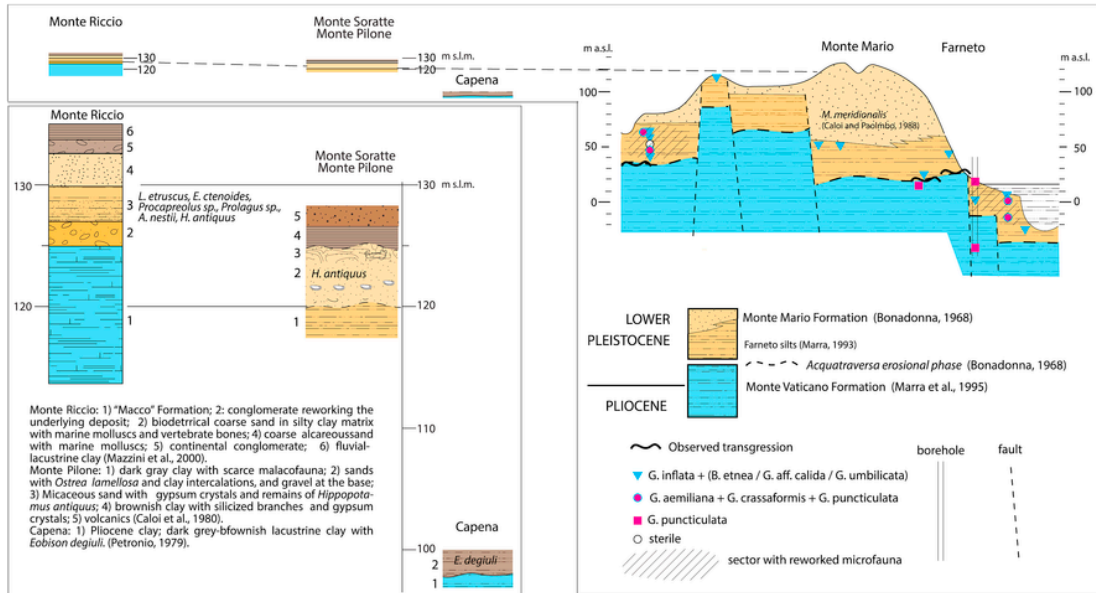 Monte Riccio
130
120
Monte Soratte
Monte Pilone
130 m s.l.m.
120
Capena
Monte Riccio
6
5
4
3
2
1
130
120
L. etruscus, E. ctenoides,
Procapreolus sp., Prolagus sp.,
A. nestii, H. antiquus
Monte Soratte
Monte Pilone
5
4
3
2
1
H. antiquus
130 m s.l.m.
120
110
100
Capena
E. degiuli
2
1
Monte Riccio: 1) "Macco" Formation; 2: conglomerate reworking the
underlying deposit; 2) biodetrrical coarse sand in silty clay matrix
with marine molluscs and vertebrate bones; 4) coarse alcareoussand
with marine molluscs; 5) continental conglomerate; 6) fluvial-
lacustrine clay (Mazzini et al., 2000).
Monte Pilone: 1) dark gray clay with scarce malacofauna; 2) sands
with Ostrea lamellosa and clay intercalations, and gravel at the base;
3) Micaceous sand with gypsum crystals and remains of Hippopota-
mus antiquus; 4) brownish clay with silicized branches and gypsum
crystals; 5) volcanics (Caloi et al., 1980).
Capena: 1) Pliocene clay; dark grey-bfownish lacustrine clay with
Eobison degiuli. (Petronio, 1979).
m a.s.l.
100
50
0
Monte Mario
Farneto
M. meridianalis
(Caloi and Paolmbo, 1988)
m a.s.l.
100
50
0
LOWER
PLEISTOCENE
PLIOCENE
Monte Mario Formation (Bonadonna, 1968)
Farneto silts (Marra, 1993)
Acquatraversa erosional phase (Bonadonna, 1968)
Monte Vaticano Formation (Marra et al., 1995)
Observed transgression
G. inflata + (B. etnea / G. aff. calida / G. umbilicata)
G. aemiliana + G. crassaformis + G. puncticulata
G. puncticulata
sterile
sector with reworked microfauna
borehole
fault